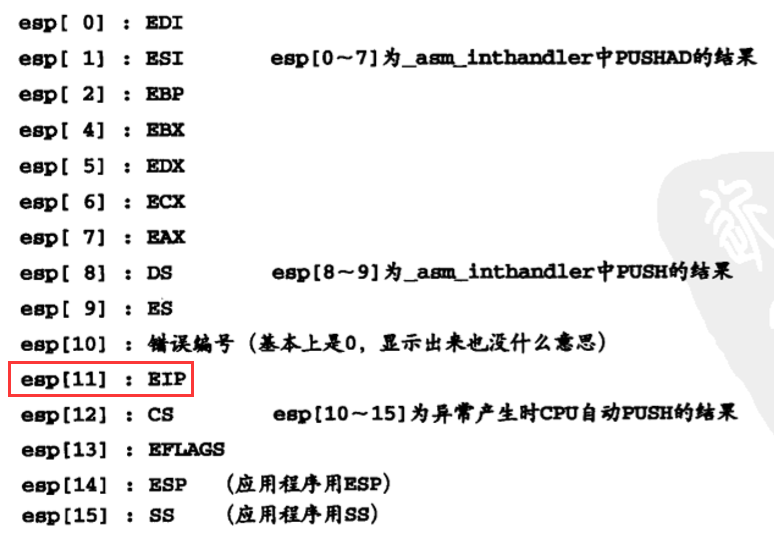 esp[ 0] : EDI
esp[ 1] : ESI esp[0～7]为_asm_inthandler中PUSHAD的结果
esp[ 2] : EBP
esp[ 4] : EBX
esp[ 5] : EDX
esp[ 6] : ECX
esp[ 7] : EAX
esp[ 8] : DS esp[8～9]为_asm_inthandler中PUSH的结果
esp[ 9] : ES
esp[10] : 错误编号（基本上是0，显示出来也没什么意思）
esp[11] : EIP
esp[12] : CS esp[10～15]为异常产生时CPU自动PUSH的结果
esp[13] : EFLAGS
esp[14] : ESP （应用程序用ESP）
esp[15] : SS （应用程序用SS）